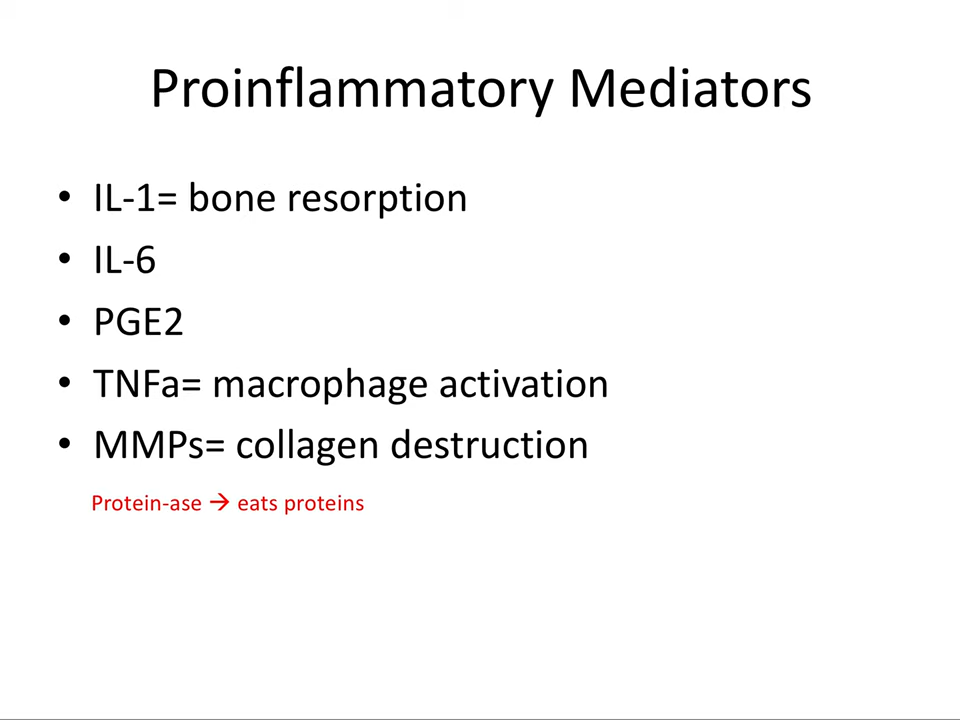 Proinflammatory Mediators
• IL-1= bone resorption
• IL-6
• PGE2
• TNFa= macrophage activation
• MMPs= collagen destruction
Protein-ase → eats proteins